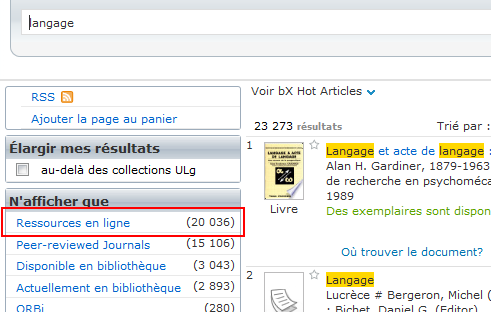 langage
RSS
Ajouter la page au panier
Élargir mes résultats
au-delà des collections ULg
N'afficher que
Ressources en ligne (20 036)
Peer-reviewed Journals (15 106)
Disponible en bibliothèque (3 043)
Actuellement en bibliothèque (2 893)
ORBi (280)
Voir bX Hot Articles
23 273 résultats Trié par :
1
LANGAGE & ACTE DE LANGAGE
Livre
Langage et acte de langage :
Alan H. Gardiner, 1879-1963
de recherche en psychoméca
1989
Des exemplaires sont dispon
Où trouver le document?
2
Langage
Lucrèce # Bergeron, Michel (
; Bichet, Daniel G. (Editor)